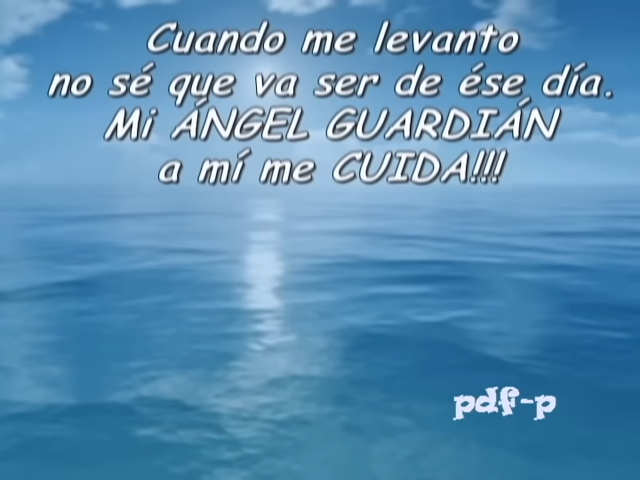 Cuando me levanto
no sé que va ser de ése día.
Mi ÁNGEL GUARDIÁN
a mí me CUIDA!!!
pdf-p